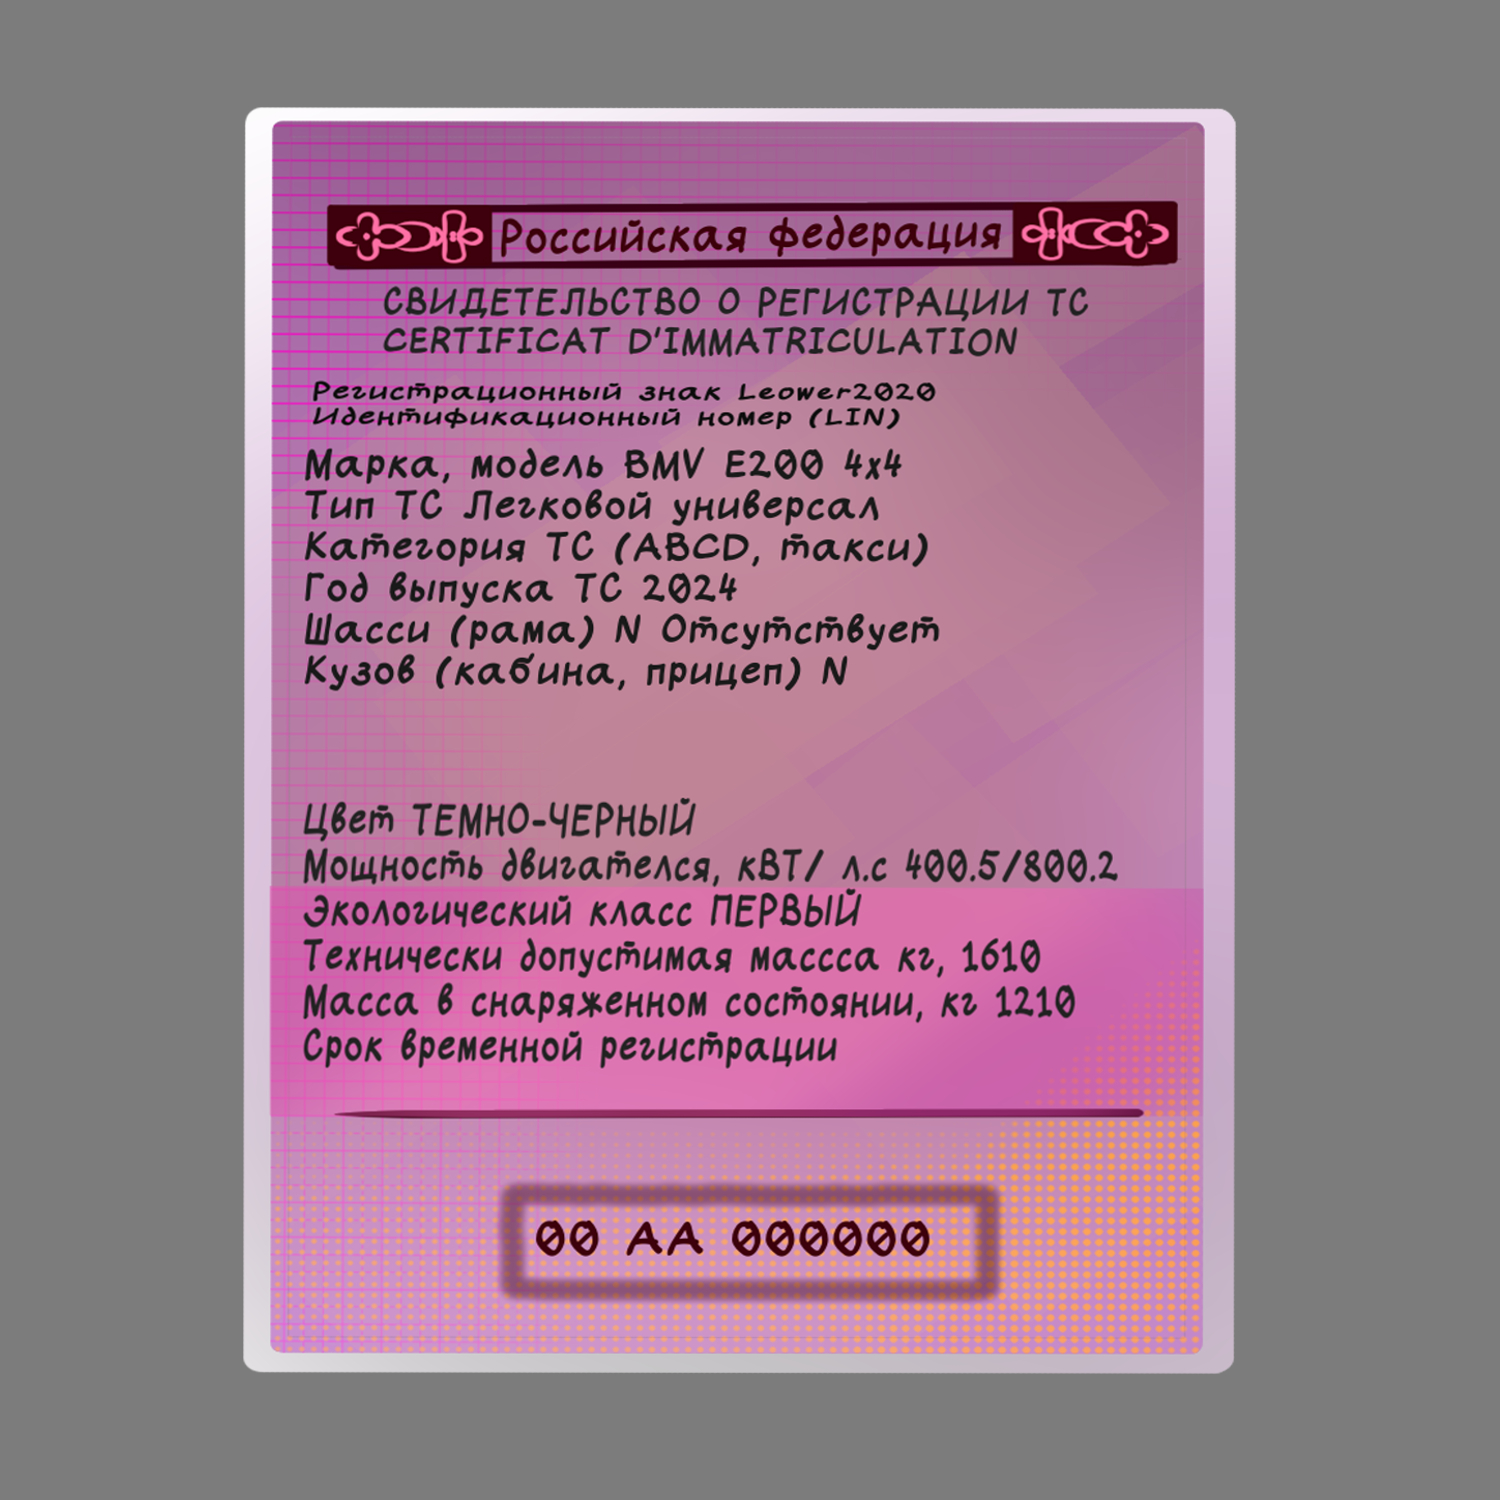 Российская федерация
СВИДЕТЕЛЬСТВО О РЕГИСТРАЦИИ ТС
CERTIFICAT D'IMMATRICULATION
Регистрационный знак Leower2020
Идентификационный номер (LIN)
Марка, модель BMV E200 4x4
Тип ТС Легковой универсал
Категория ТС (ABCD, такси)
Год выпуска ТС 2024
Шасси (рама) N Отсутствует
Кузов (кабина, прицеп) N
Цвет ТЕМНО-ЧЕРНЫЙ
Мощность двигателся, кВТ/ л.с 400.5/800.2
Экологический класс ПЕРВЫЙ
Технически допустимая массса кг, 1610
Масса в снаряженном состоянии, кг 1210
Срок временной регистрации
00 АА 000000